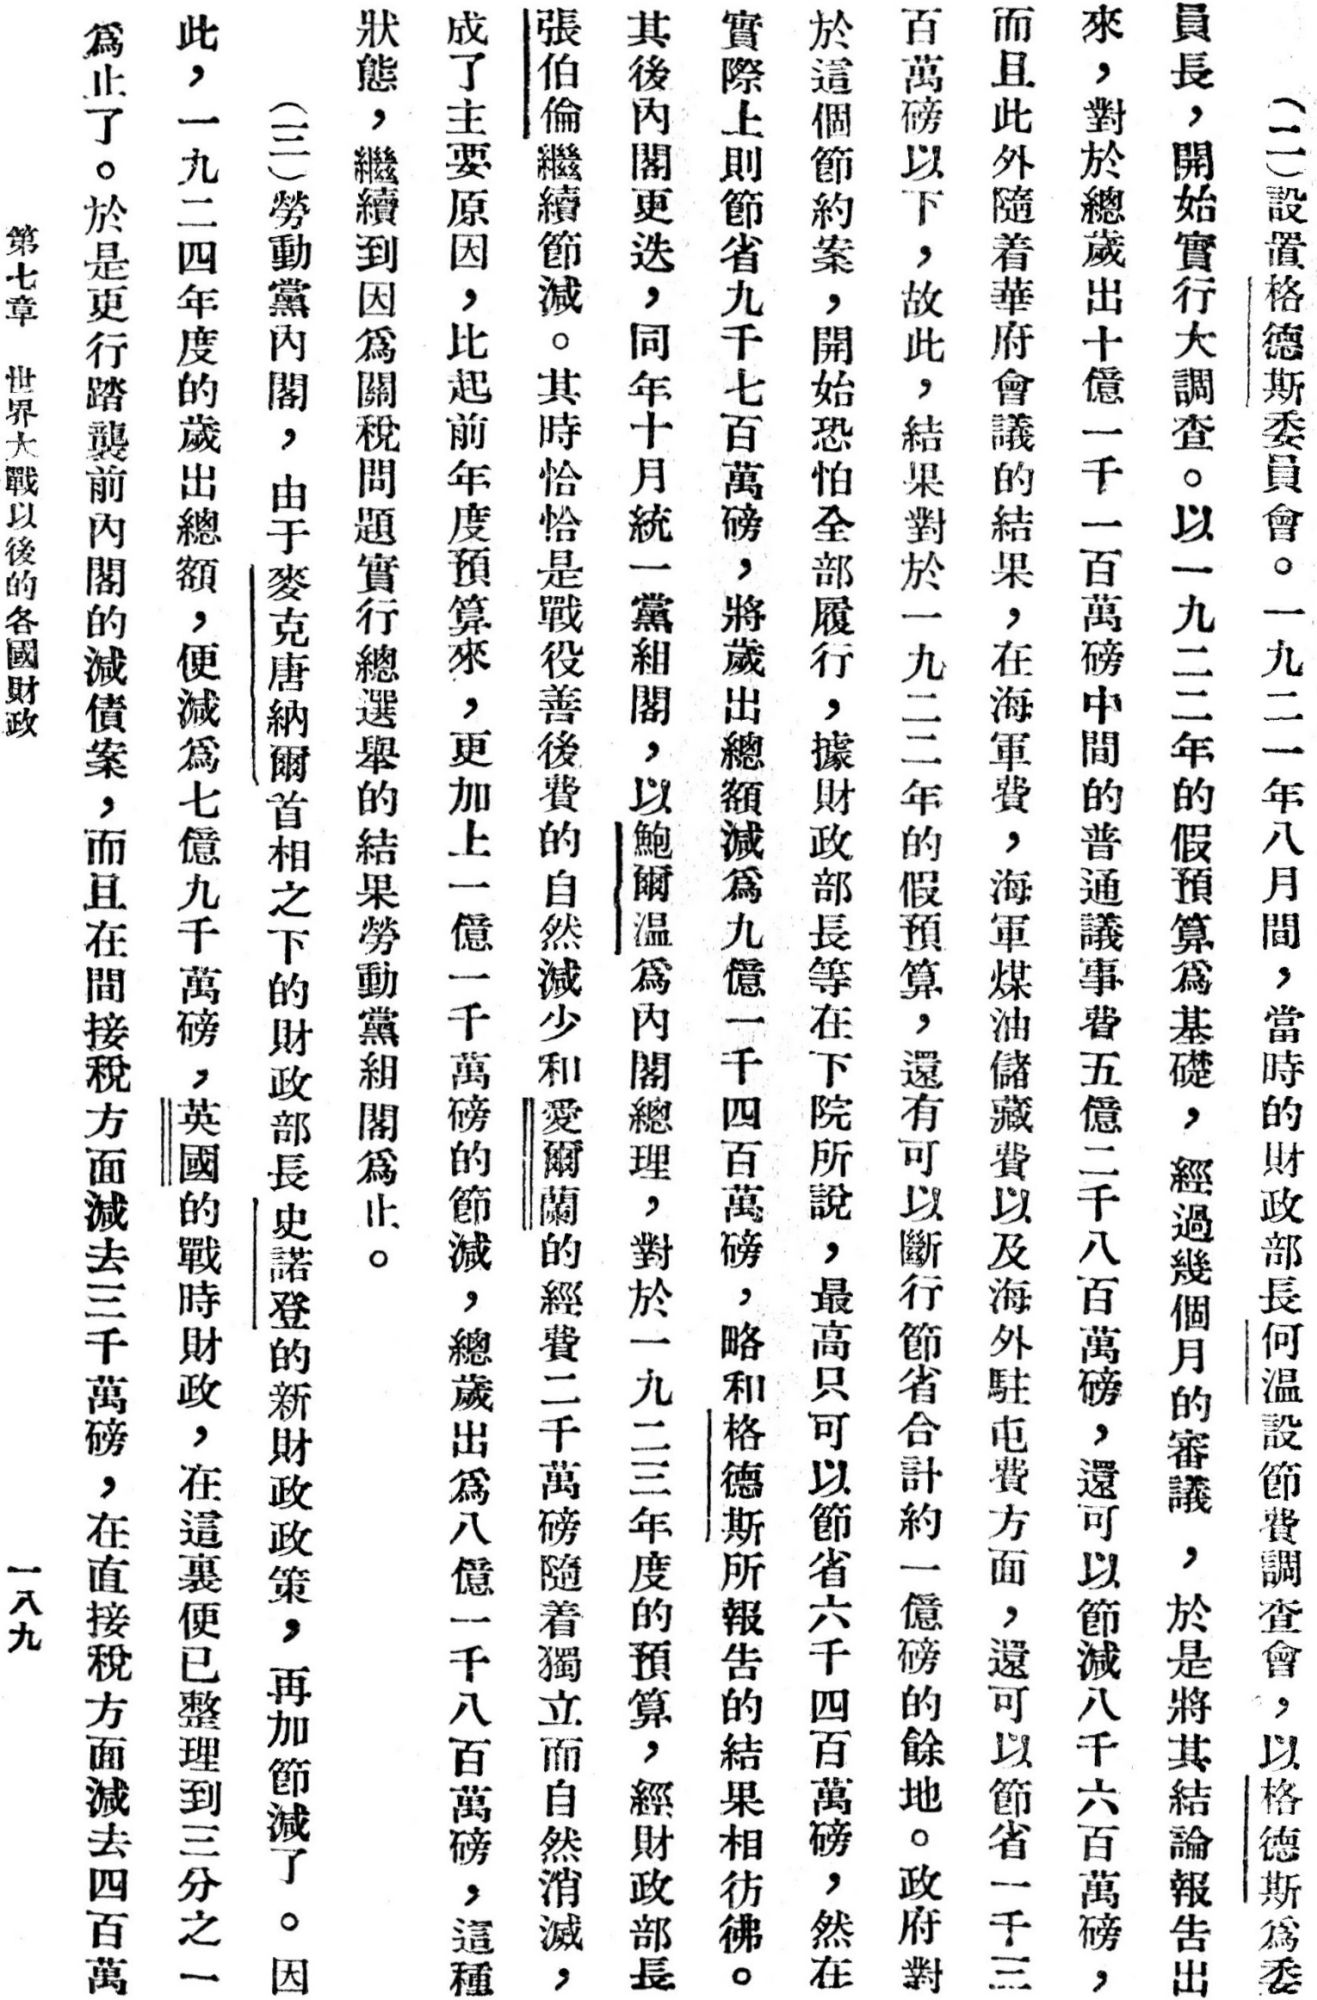 (二)設置格德斯委員會。一九二一年八月間,當時的財政部長何温設節費調查會,以格德斯爲委
員長,開始實行大調查。以一九二二年的假預算爲基礎,經過幾個月的審議,於是將其結論報告出
來,對於總歲出十億一千一百萬磅中間的普通議事費五億二千八百萬磅,還可以節減八千六百萬磅,
而且此外隨着華府會議的結果,在海軍費,海軍煤油儲藏費以及海外駐屯費方面,還可以節省一千三
百萬磅以下,故此,結果對於一九二二年的假預算,還有可以斷行節省合計約一億磅的餘地。政府對
於這個節約案,開始恐怕全部履行,據財政部長等在下院所說,最高只可以節省六千四百萬磅,然在
實際上則節省九千七百萬磅,將歲出總額減爲九億一千四百萬磅,略和格德斯所報告的結果相彷彿。
其後內閣更迭,同年十月統一黨組閣,以鮑爾温爲內閣總理,對於一九二三年度的預算,經財政部長
張伯倫繼續節減。其時恰恰是戰役善後費的自然減少和愛爾蘭的經費二千萬磅隨着獨立而自然消滅,
成了主要原因,比起前年度預算來,更加上一億一千萬磅的節減,總歲出爲八億一千八百萬磅,這種
狀態,繼續到因爲關稅問題實行總選舉的結果勞動黨組閣爲止。
(三)勞動黨內閣,由于麥克唐納爾首相之下的財政部長史諾登的新財政政策,再加節減了。因
此,一九二四年度的歲出總額,便減爲七億九千萬磅,英國的戰時財政,在這裏便已整理到三分之一
爲止了。於是更行踏襲前內閣的減債案,而且在間接稅方面減去三千萬磅,在直接稅方面減去四百萬
第七章 世界大戰以後的各國財政
一八九